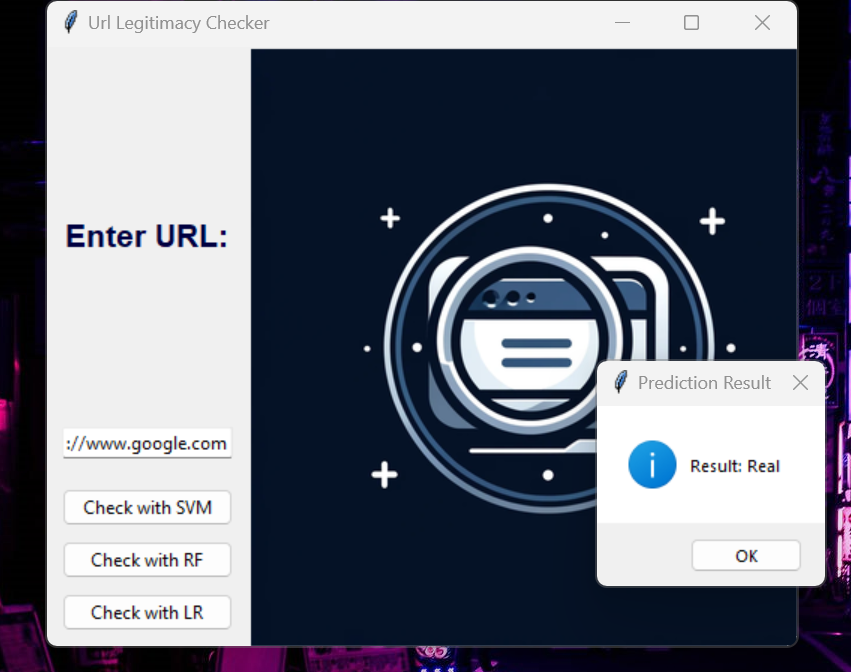 Url Legitimacy Checker
Enter URL:
://www.google.com
Check with SVM
Check with RF
Check with LR
Prediction Result
Result: Real
OK